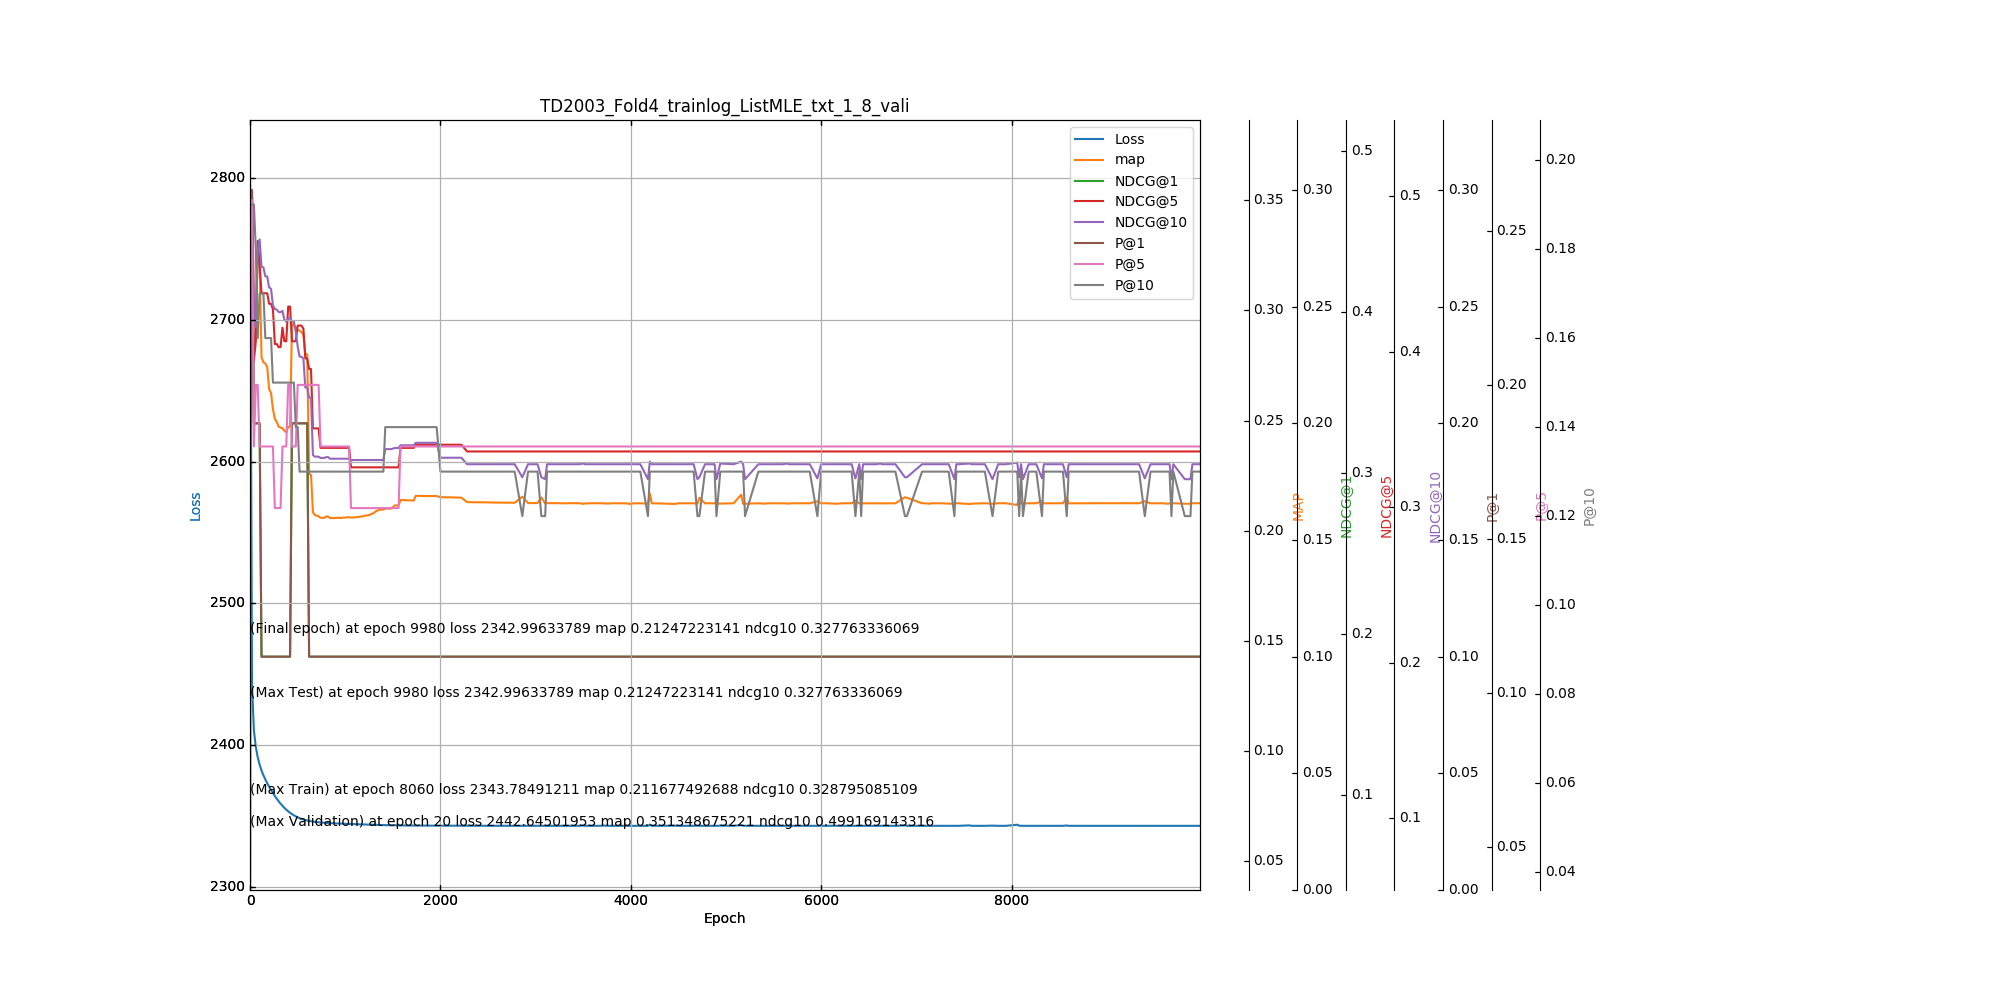 TD2003_Fold4_trainlog_ListMLE_txt_1_8_vali
Loss
map
NDCG@1
NDCG@5
NDCG@10
P@1
P@5
P@10
2800
2700
2600
2500
2400
2300
Loss
(Final epoch) at epoch 9980 loss 2342.99633789 map 0.21247223141 ndcg10 0.327763336069
(Max Test) at epoch 9980 loss 2342.99633789 map 0.21247223141 ndcg10 0.327763336069
(Max Train) at epoch 8060 loss 2343.78491211 map 0.211677492688 ndcg10 0.328795085109
(Max Validation) at epoch 20 loss 2442.64501953 map 0.351348675221 ndcg10 0.499169143316
0 2000 4000 6000 8000
Epoch
0.35
0.30
0.25
0.20
0.15
0.10
0.05
MAP
0.30
0.25
0.20
0.15
0.10
0.05
0.00
NDCG@1
0.5
0.4
0.3
0.2
0.1
NDCG@5
0.5
0.4
0.3
0.2
0.1
NDCG@10
0.30
0.25
0.20
0.15
0.10
0.05
0.00
P@1
0.25
0.20
0.15
0.10
0.05
P@5
0.20
0.18
0.16
0.14
0.12
0.10
0.08
0.06
0.04
P@10